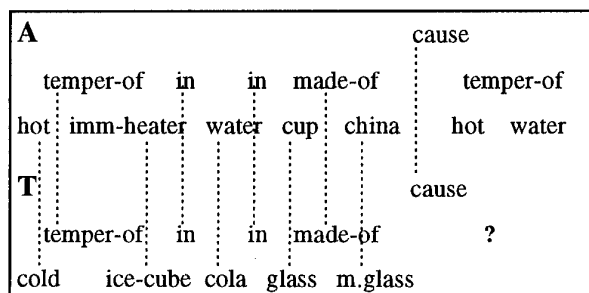 A cause
temper-of in in made-of temper-of
hot imm-heater water cup china hot water
T cause
temper-of in in made-of ?
cold ice-cube cola glass m.glass